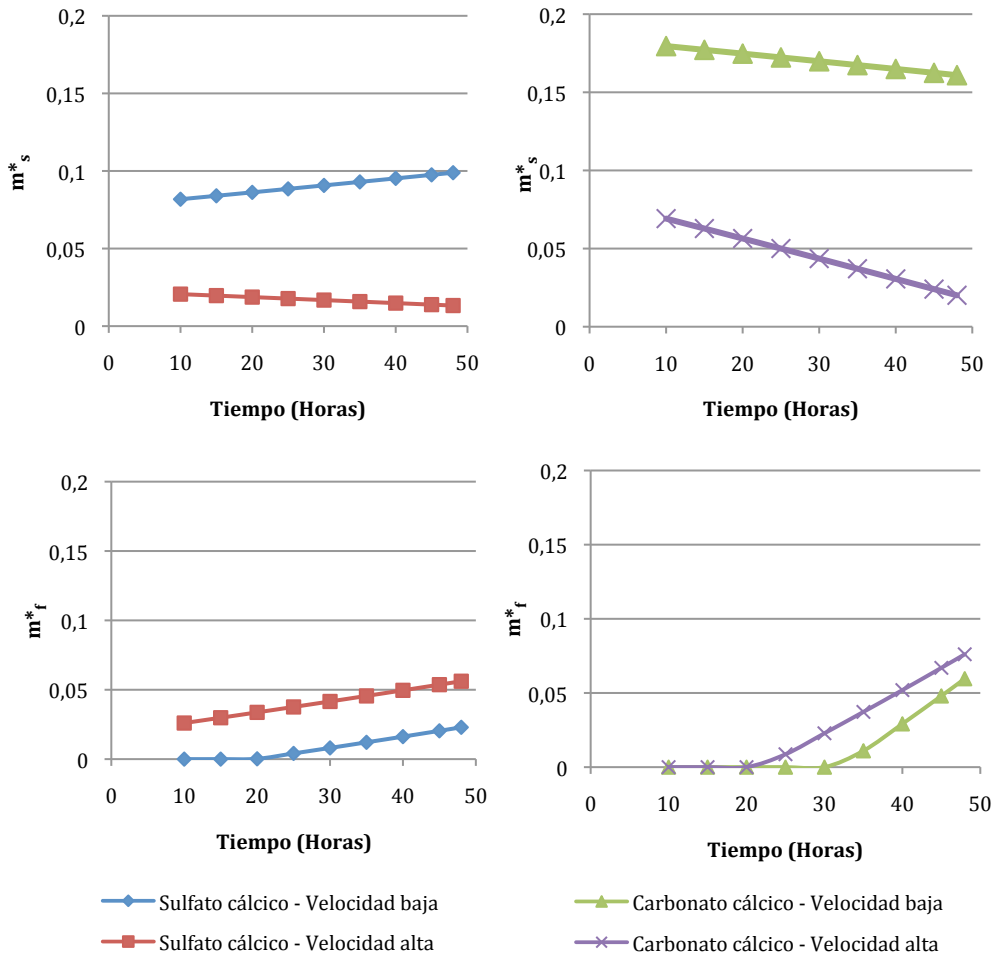 0,2
0,15
0,1
0,05
0
m*s
0 10 20 30 40 50
Tiempo (Horas)
0,2
0,15
0,1
0,05
0
m*s
0 10 20 30 40 50
Tiempo (Horas)
0,2
0,15
0,1
0,05
0
m*f
0 10 20 30 40 50
Tiempo (Horas)
0,2
0,15
0,1
0,05
0
m*f
0 10 20 30 40 50
Tiempo (Horas)
Sulfato cálcico - Velocidad baja
Sulfato cálcico - Velocidad alta
Carbonato cálcico - Velocidad baja
Carbonato cálcico - Velocidad alta